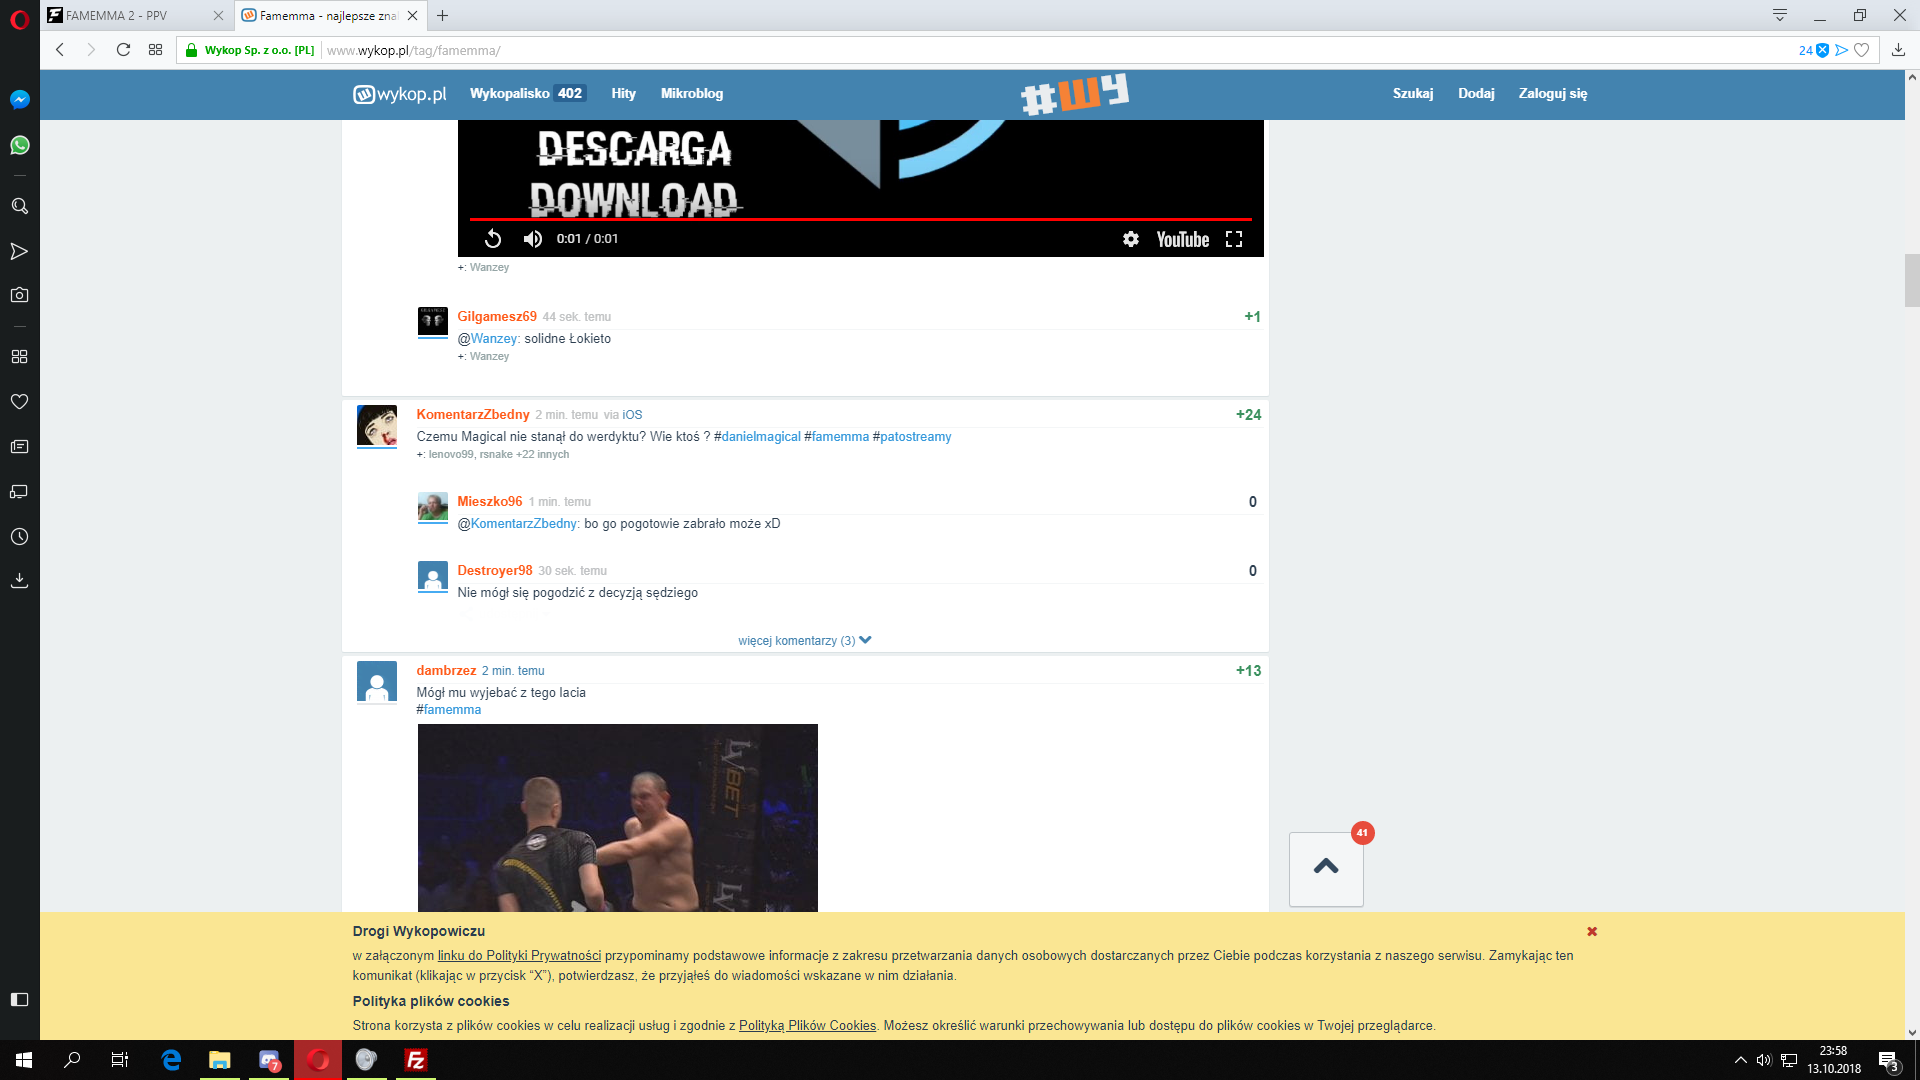 FAMEMMA 2 - PPV
Famemma - najlepsze zna
Wykop Sp. z o.o. [PL]
www.wykop.pl/tag/famemma/
24
wykop.pl
Wykopalisko 402
Hity
Mikroblog
Szukaj
Dodaj
Zaloguj się
DESCARGA
DOWNLOAD
0:01 / 0:01
YouTube
+: Wanzey
Gilgamesz69 44 sek. temu
+1
@Wanzey: solidne Łokieto
+: Wanzey
KomentarzZbedny 2 min. temu via iOS
+24
Czemu Magical nie stanął do werdyktu? Wie ktoś ? #danielmagical #famemma #patostreamy
+: lenovo99, rsnake +22 innych
Mieszko96 1 min. temu
0
@KomentarzZbedny: bo go pogotowie zabrało może xD
Destroyer98 30 sek. temu
0
Nie mógł się pogodzić z decyzją sędziego
więcej komentarzy (3)
dambrzez 2 min. temu
+13
Mógł mu wyjebać z tego lacia
#famemma
LVBET
41
Drogi Wykopowiczu
w załączonym linku do Polityki Prywatności przypominamy podstawowe informacje z zakresu przetwarzania danych osobowych dostarczanych przez Ciebie podczas korzystania z naszego serwisu. Zamykając ten
komunikat (klikając w przycisk “X”), potwierdzasz, że przyjąłeś do wiadomości wskazane w nim działania.
Polityka plików cookies
Strona korzysta z plików cookies w celu realizacji usług i zgodnie z Polityką Plików Cookies. Możesz określić warunki przechowywania lub dostępu do plików cookies w Twojej przeglądarce.
7
23:58
13.10.2018
3